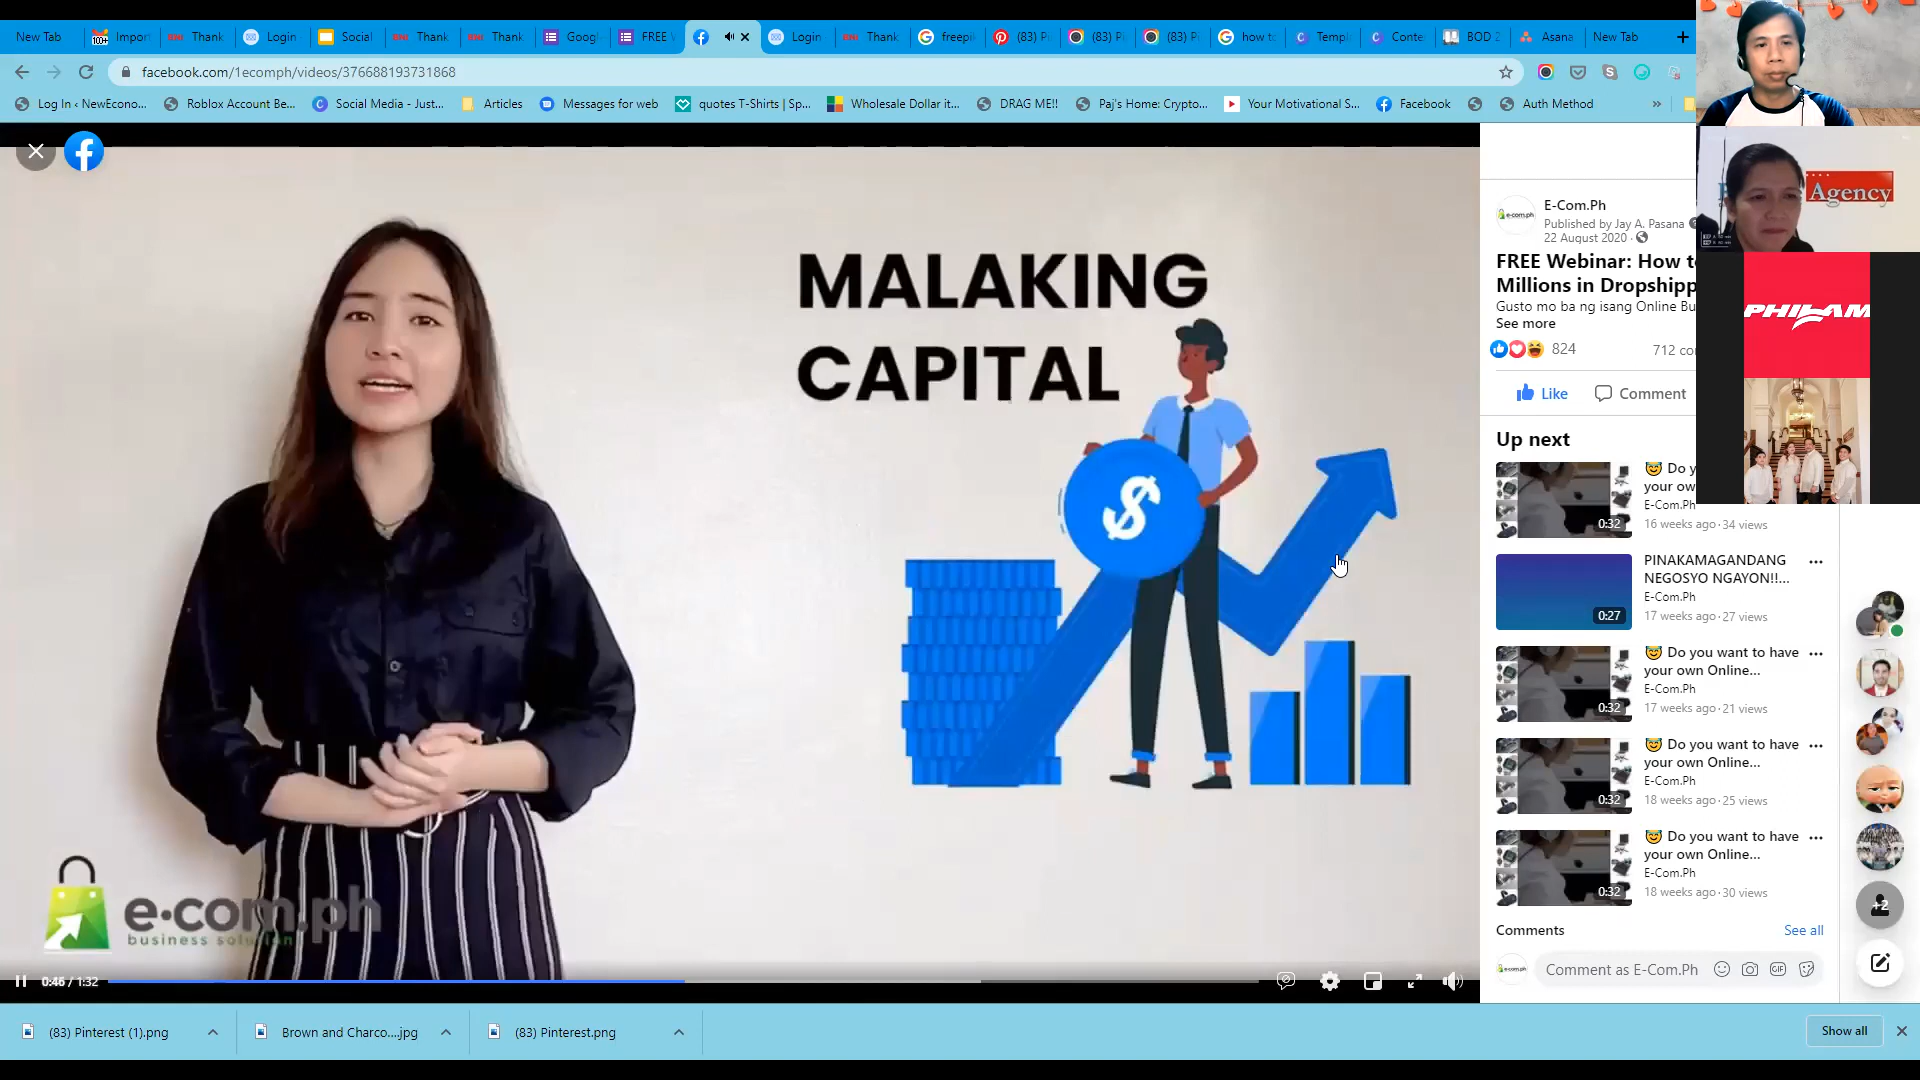 New Tab
Impor
Thank
Login
Social
Thank
Thank
Googl
FREE
Login
Thank
freepi
(83) Pi
(83) Pi
(83) Pi
how to
Templ
Conte
BOD 2
Asana
New Tab
facebook.com/1ecomph/videos/376688193731868
Log In ‹ NewEcono...
Roblox Account Be...
Social Media - Just...
Articles
Messages for web
quotes T-Shirts | Sp...
Wholesale Dollar it...
DRAG ME!!
Paj's Home: Crypto...
Your Motivational S...
Facebook
Auth Method
MALAKING
CAPITAL
$
e-com.ph
business solution
0:46 / 1:32
Agency
PHILAM
e-com.ph
E-Com.Ph
Published by Jay A. Pasana
22 August 2020 ·
FREE Webinar: How to
Millions in Dropshipp
Gusto mo ba ng isang Online Bu
See more
824
712 co
Like
Comment
Up next
Do y
your ow
E-Com.Ph
16 weeks ago · 34 views
0:32
PINAKAMAGANDANG
NEGOSYO NGAYON!!...
E-Com.Ph
17 weeks ago · 27 views
0:27
Do you want to have
your own Online...
E-Com.Ph
17 weeks ago · 21 views
0:32
Do you want to have
your own Online...
E-Com.Ph
18 weeks ago · 25 views
0:32
Do you want to have
your own Online...
E-Com.Ph
18 weeks ago · 30 views
0:32
+2
Comments
See all
Comment as E-Com.Ph
GIF
(83) Pinterest (1).png
Brown and Charco....jpg
(83) Pinterest.png
Show all